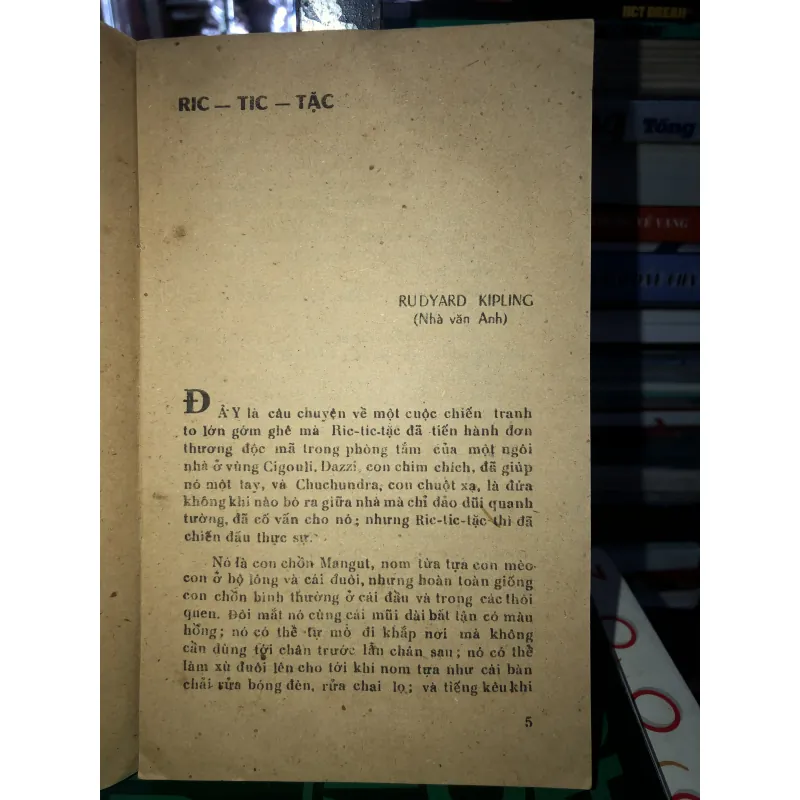 UCT DREAM
Tổng
RIC — TIC — TẶC
RUDYARD KIPLING
(Nhà văn Anh)
ĐÂY là câu chuyện về một cuộc chiến tranh
to lớn gớm ghê mà Ric-tic-tặc đã tiến hành đơn
thương độc mã trong phòng tắm của một ngôi
nhà ở vùng Cigouli. Dazzi, con chim chích, đã giúp
nó một tay, và Chuchundra, con chuột xạ, là đứa
không khi nào bò ra giữa nhà mà chỉ đào dũi quanh
tường, đã cố vấn cho nó; nhưng Ric-tic-tặc thì đã
chiến đấu thực sự.
Nó là con chồn Mangut, nom tựa tựa con mèo
con ở bộ lông và cái đuôi, nhưng hoàn toàn giống
con chồn bình thường ở cái đầu và trong các thói
quen. Đôi mắt nó cùng cái mũi dài bất tận có màu
hồng; nó có thể tự mò đi khắp nơi mà không
cần dùng tới chân trước lẫn chân sau; nó có thể
làm xù đuôi lên cho tới khi nom tựa như cái bàn
chải rửa bóng đèn, rửa chai lọ; và tiếng kêu khi
5